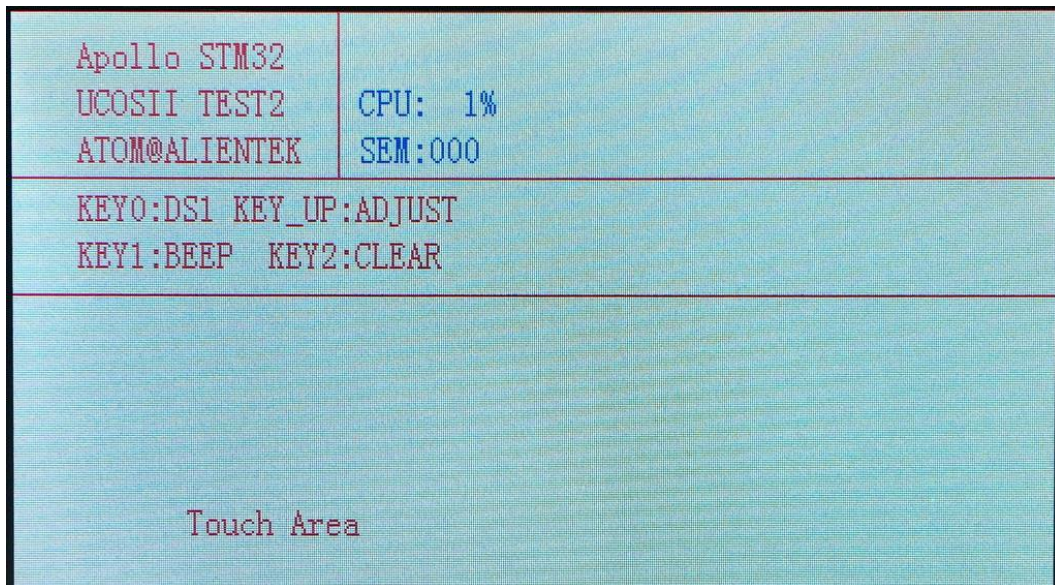 Apollo STM32
UCOSII TEST2
ATOM@ALIENTEK
CPU: 1%
SEM:000
KEY0:DS1 KEY_UP:ADJUST
KEY1:BEEP KEY2:CLEAR
Touch Area